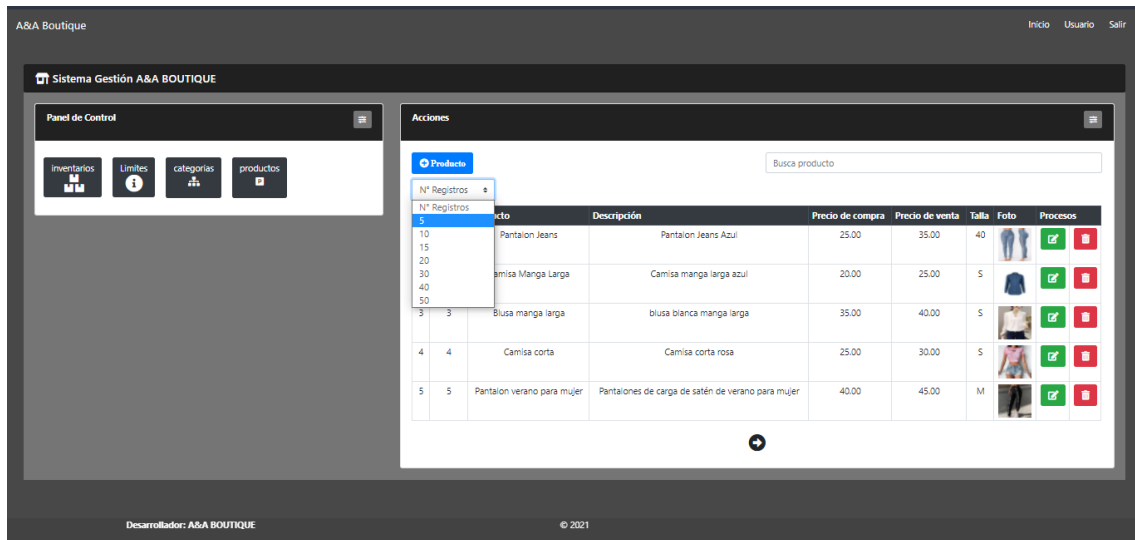 A&A Boutique
Inicio Usuario Salir
Sistema Gestión A&A BOUTIQUE
Panel de Control
inventarios
Limites
categorias
productos
Acciones
Producto
Busca producto
N° Registros
N° Registros
5
10
15
20
30
40
50
Descripción Precio de compra Precio de venta Talla Foto Procesos
Pantalon Jeans Pantalon Jeans Azul 25.00 35.00 40
Manga Larga Camisa manga larga azul 20.00 25.00 S
3 3 Blusa manga larga blusa blanca manga larga 35.00 40.00 S
4 4 Camisa corta Camisa corta rosa 25.00 30.00 S
5 5 Pantalon verano para mujer Pantalones de carga de satén de verano para mujer 40.00 45.00 M
Desarrollador: A&A BOUTIQUE
© 2021